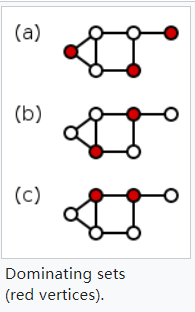 (a)
(b)
(c)
Dominating sets
(red vertices).